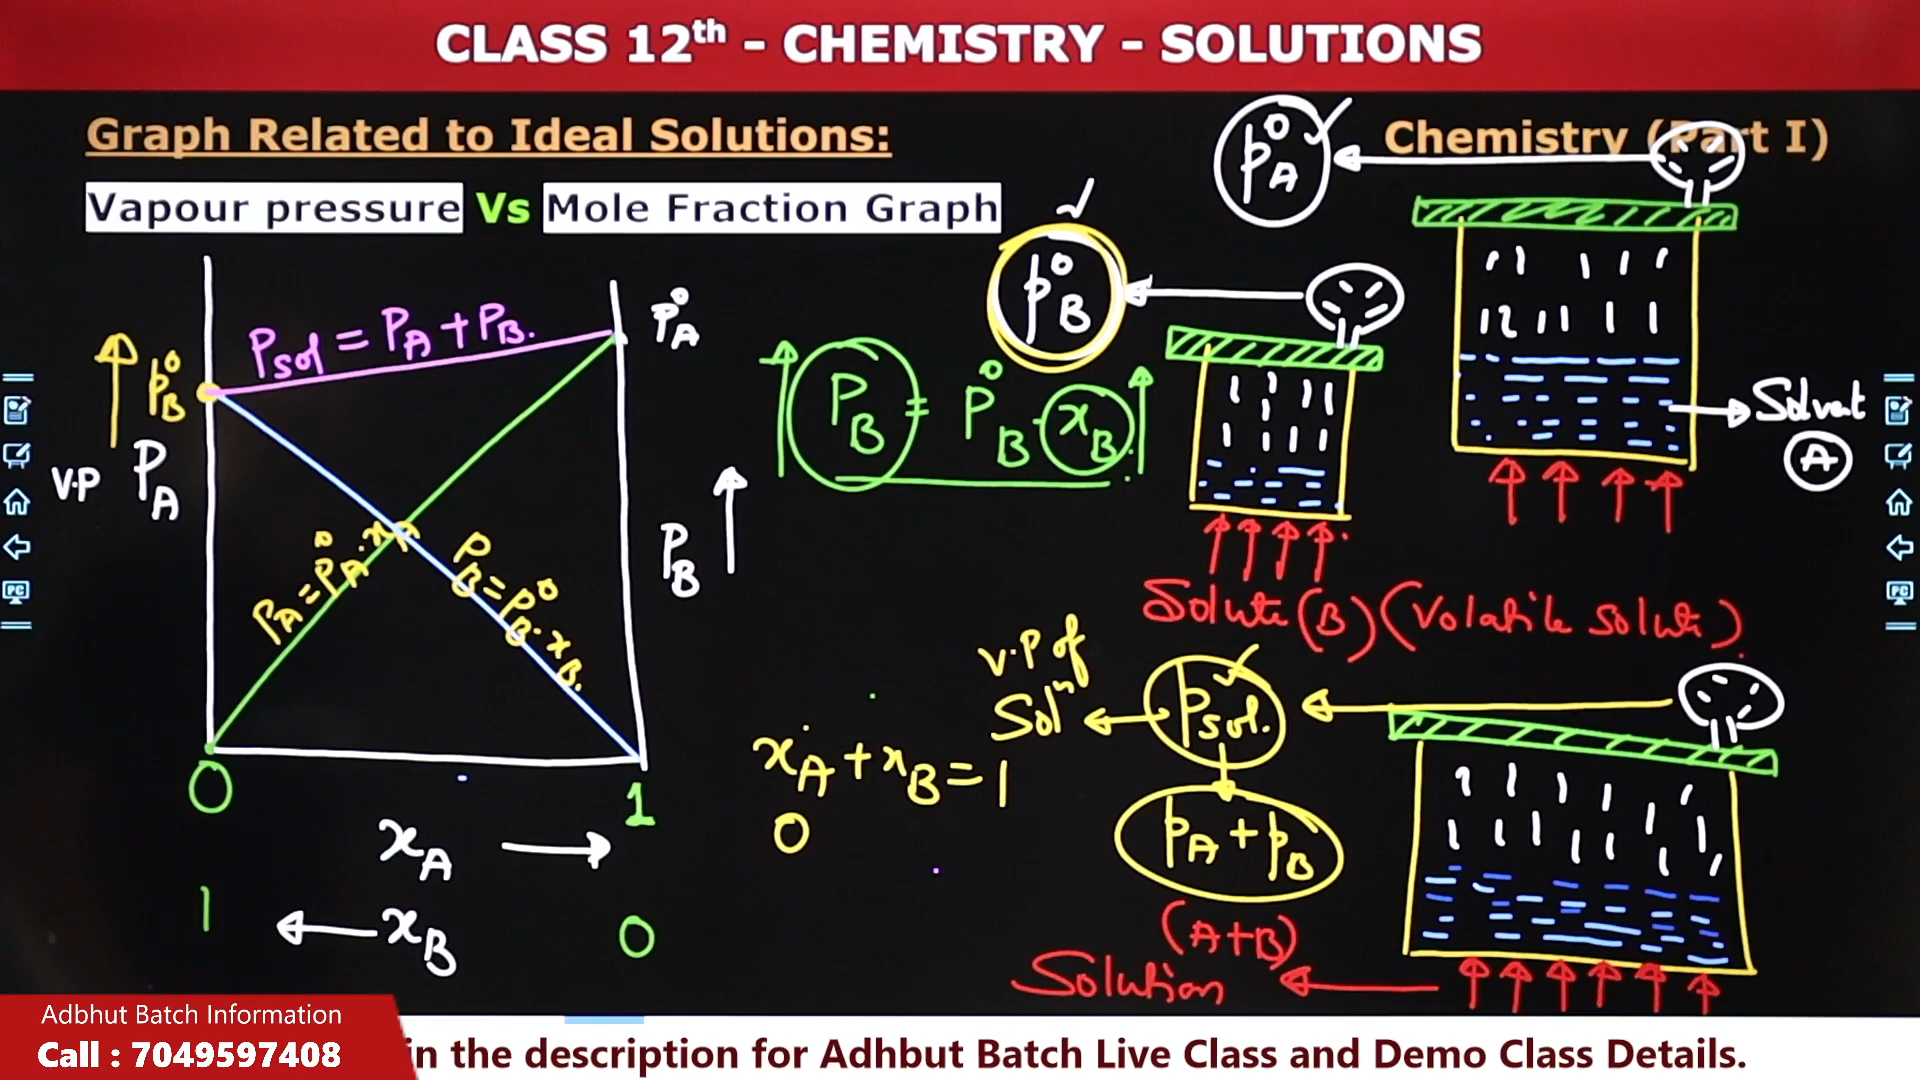 CLASS 12th - CHEMISTRY - SOLUTIONS
Graph Related to Ideal Solutions:
Chemistry (Part I)
Vapour pressure Vs Mole Fraction Graph
p°A
p°B
Psol = PA + PB.
P°A
p°B
V.P PA
PB
PA = P°A . xA
PB = P°B . xB.
PB = P°B . xB.
Solvent
A
Solute (B) (Volatile solute)
V.P of
Solⁿ
Psol.
xA + xB = 1
0
PA + PB
(A+B)
Solution
0
1
xA
1
xB
0
Adbhut Batch Information
Call : 7049597408
in the description for Adhbut Batch Live Class and Demo Class Details.
PC
PC